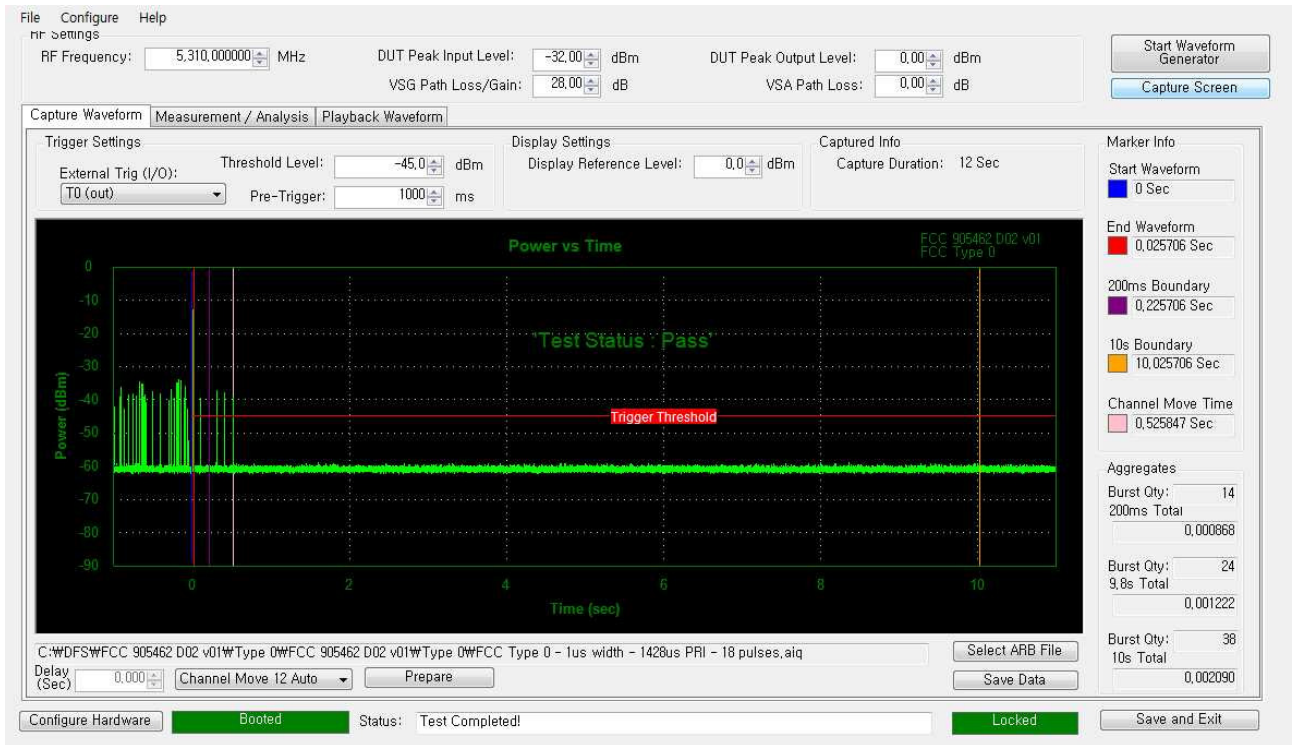 File Configure Help
RF Settings
RF Frequency: 5,310,000000 MHz DUT Peak Input Level: -32,00 dBm DUT Peak Output Level: 0,00 dBm
VSG Path Loss/Gain: 28,00 dB VSA Path Loss: 0,00 dB
Start Waveform
Generator
Capture Screen
Capture Waveform Measurement / Analysis Playback Waveform
Trigger Settings
External Trig (I/O):
T0 (out)
Threshold Level: -45,0 dBm
Pre-Trigger: 1000 ms
Display Settings
Display Reference Level: 0,0 dBm
Captured Info
Capture Duration: 12 Sec
Power vs Time
FCC 905462 D02 v01
FCC Type 0
0
-10
-20
-30
-40
-50
-60
-70
-80
-90
Power (dBm)
'Test Status : Pass'
Trigger Threshold
0 2 4 6 8 10
Time (sec)
Marker Info
Start Waveform
0 Sec
End Waveform
0,025706 Sec
200ms Boundary
0,225706 Sec
10s Boundary
10,025706 Sec
Channel Move Time
0,525847 Sec
Aggregates
Burst Qty: 14
200ms Total
0,000868
Burst Qty: 24
9,8s Total
0,001222
Burst Qty: 38
10s Total
0,002090
C:₩DFS₩FCC 905462 D02 v01₩Type 0₩FCC 905462 D02 v01₩Type 0₩FCC Type 0 - 1us width - 1428us PRI - 18 pulses,aiq
Select ARB File
Delay
(Sec) 0,000 Channel Move 12 Auto Prepare Save Data
Configure Hardware Booted Status: Test Completed! Locked Save and Exit